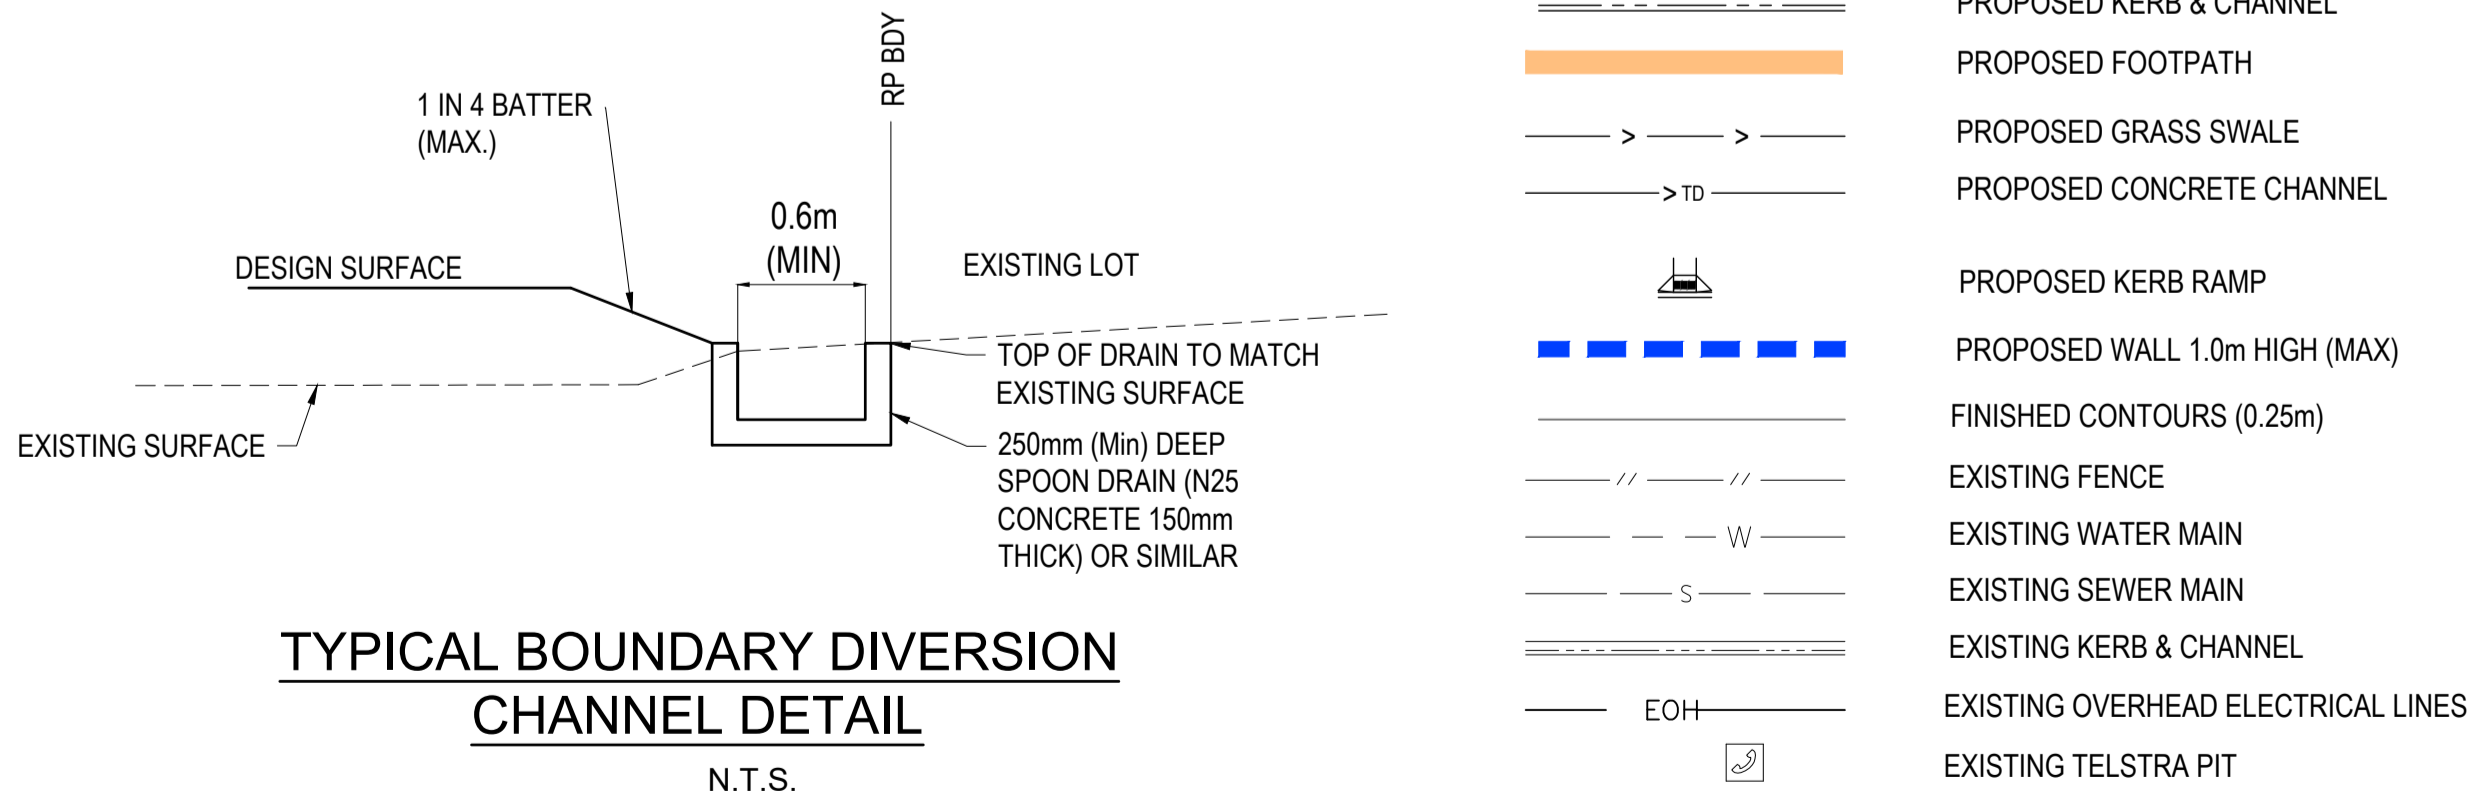 RP BDY
1 IN 4 BATTER
(MAX.)
0.6m
(MIN)
DESIGN SURFACE
EXISTING LOT
TOP OF DRAIN TO MATCH
EXISTING SURFACE
EXISTING SURFACE
250mm (Min) DEEP
SPOON DRAIN (N25
CONCRETE 150mm
THICK) OR SIMILAR
TYPICAL BOUNDARY DIVERSION
CHANNEL DETAIL
N.T.S.
PROPOSED KERB & CHANNEL
PROPOSED FOOTPATH
> > PROPOSED GRASS SWALE
> TD PROPOSED CONCRETE CHANNEL
PROPOSED KERB RAMP
PROPOSED WALL 1.0m HIGH (MAX)
FINISHED CONTOURS (0.25m)
// // EXISTING FENCE
W EXISTING WATER MAIN
S EXISTING SEWER MAIN
EXISTING KERB & CHANNEL
EOH EXISTING OVERHEAD ELECTRICAL LINES
EXISTING TELSTRA PIT